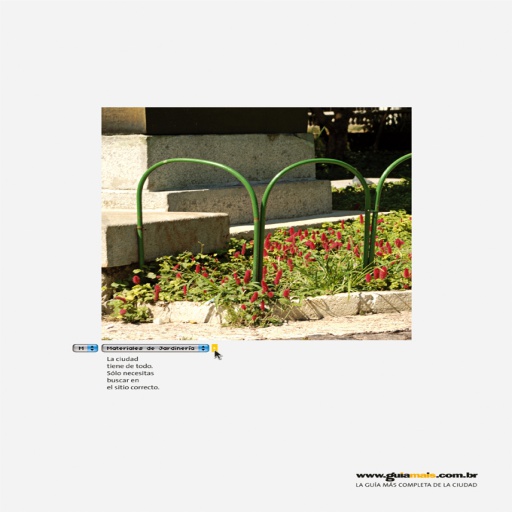 M
Materiales de Jardinería
La ciudad
tiene de todo.
Sólo necesitas
buscar en
el sitio correcto.
www.guiamais.com.br
LA GUÍA MÁS COMPLETA DE LA CIUDAD